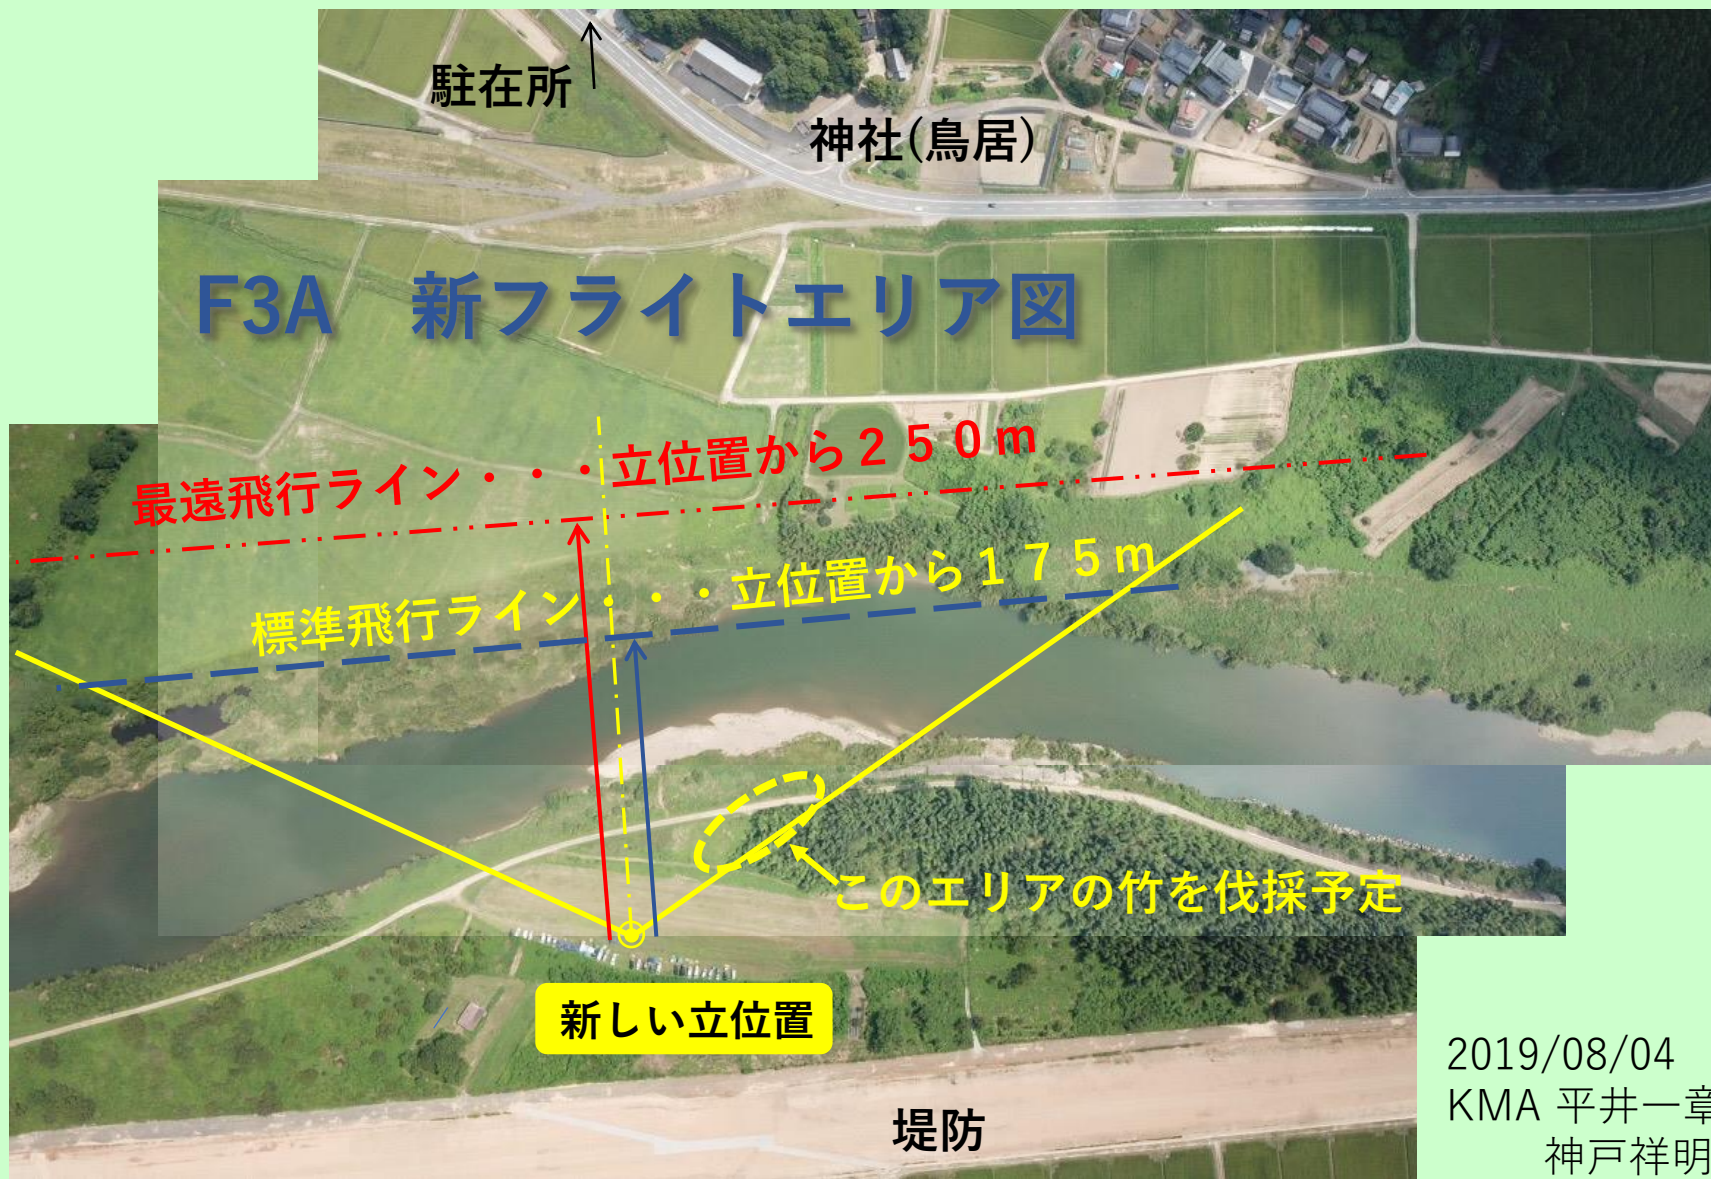 駐在所
神社(鳥居)
F3A 新フライトエリア図
最遠飛行ライン・・・立位置から２５０ｍ
標準飛行ライン・・・立位置から１７５ｍ
このエリアの竹を伐採予定
新しい立位置
2019/08/04
KMA 平井一章
堤防
神戸祥明